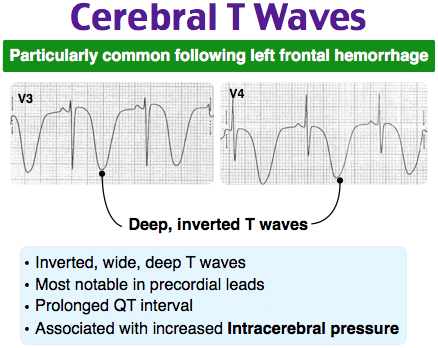 Cerebral T Waves
Particularly common following left frontal hemorrhage
V3
V4
Deep, inverted T waves
• Inverted, wide, deep T waves
• Most notable in precordial leads
• Prolonged QT interval
• Associated with increased Intracerebral pressure